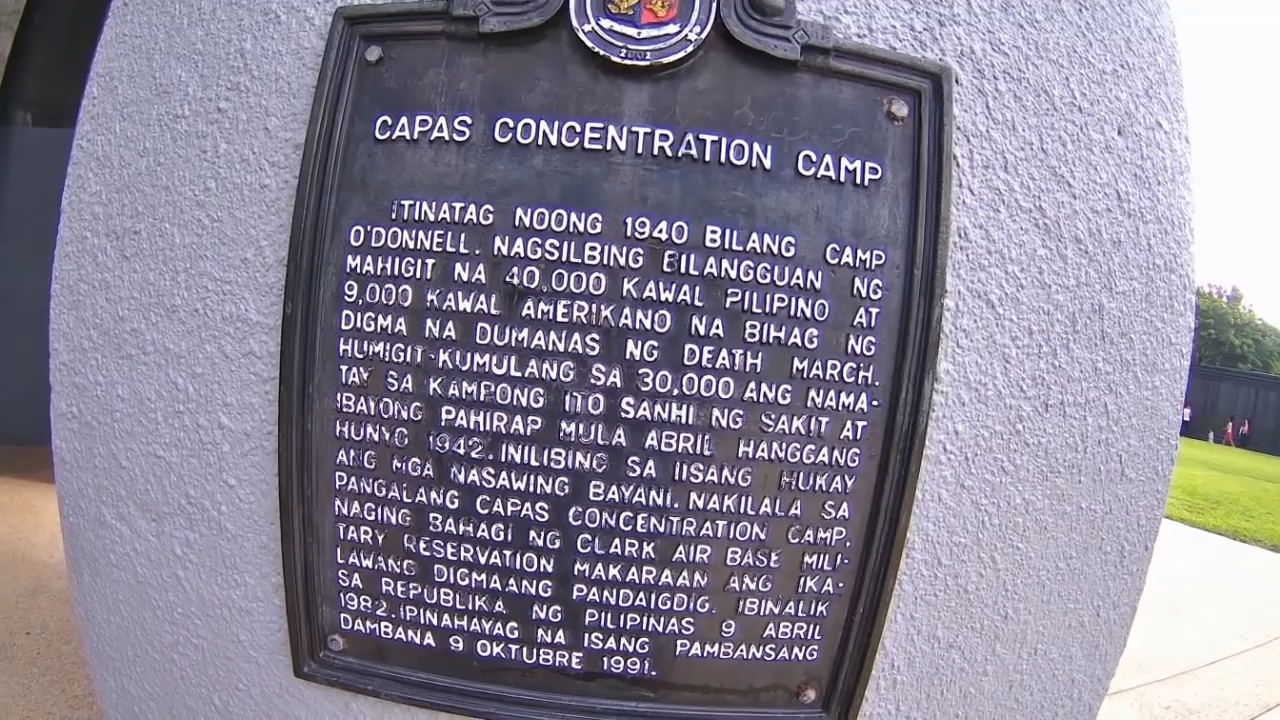 2002
CAPAS CONCENTRATION CAMP
ITINATAG NOONG 1940 BILANG CAMP
O'DONNELL. NAGSILBING BILANGGUAN NG
MAHIGIT NA 40,000 KAWAL PILIPINO AT
9,000 KAWAL AMERIKANO NA BIHAG NG
DIGMA NA DUMANAS NG DEATH MARCH.
HUMIGIT-KUMULANG SA 30,000 ANG NAMA-
TAY SA KAMPONG ITO SANHI NG SAKIT AT
IBAYONG PAHIRAP MULA ABRIL HANGGANG
HUNYO 1942. INILIBING SA IISANG HUKAY
ANG MGA NASAWING BAYANI. NAKILALA SA
PANGALANG CAPAS CONCENTRATION CAMP.
NAGING BAHAGI NG CLARK AIR BASE MILI-
TARY RESERVATION MAKARAAN ANG IKA-
LAWANG DIGMAANG PANDAIGDIG. IBINALIK
SA REPUBLIKA NG PILIPINAS 9 ABRIL
1982. IPINAHAYAG NA ISANG PAMBANSANG
DAMBANA 9 OKTUBRE 1991.